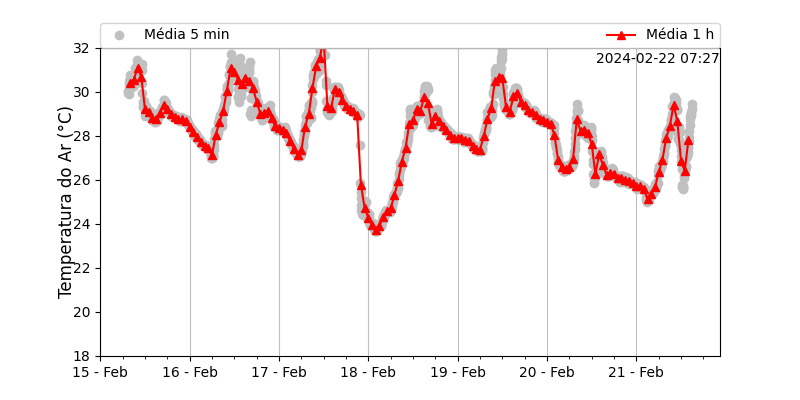 Média 5 min
Média 1 h
2024-02-22 07:27
Temperatura do Ar (°C)
32
30
28
26
24
22
20
18
15 - Feb
16 - Feb
17 - Feb
18 - Feb
19 - Feb
20 - Feb
21 - Feb